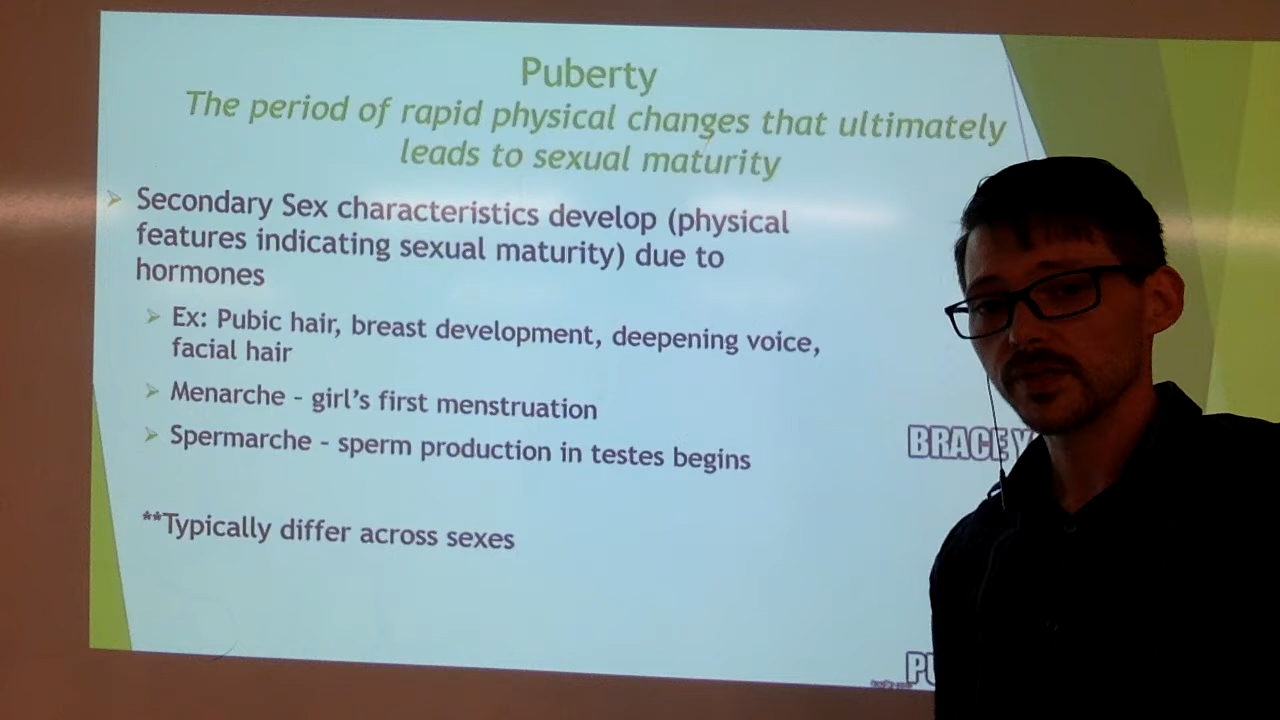 Puberty
The period of rapid physical changes that ultimately
leads to sexual maturity
Secondary Sex characteristics develop (physical
features indicating sexual maturity) due to
hormones
Ex: Pubic hair, breast development, deepening voice,
facial hair
Menarche - girl's first menstruation
BRACE Y
Spermarche - sperm production in testes begins
**Typically differ across sexes
PU